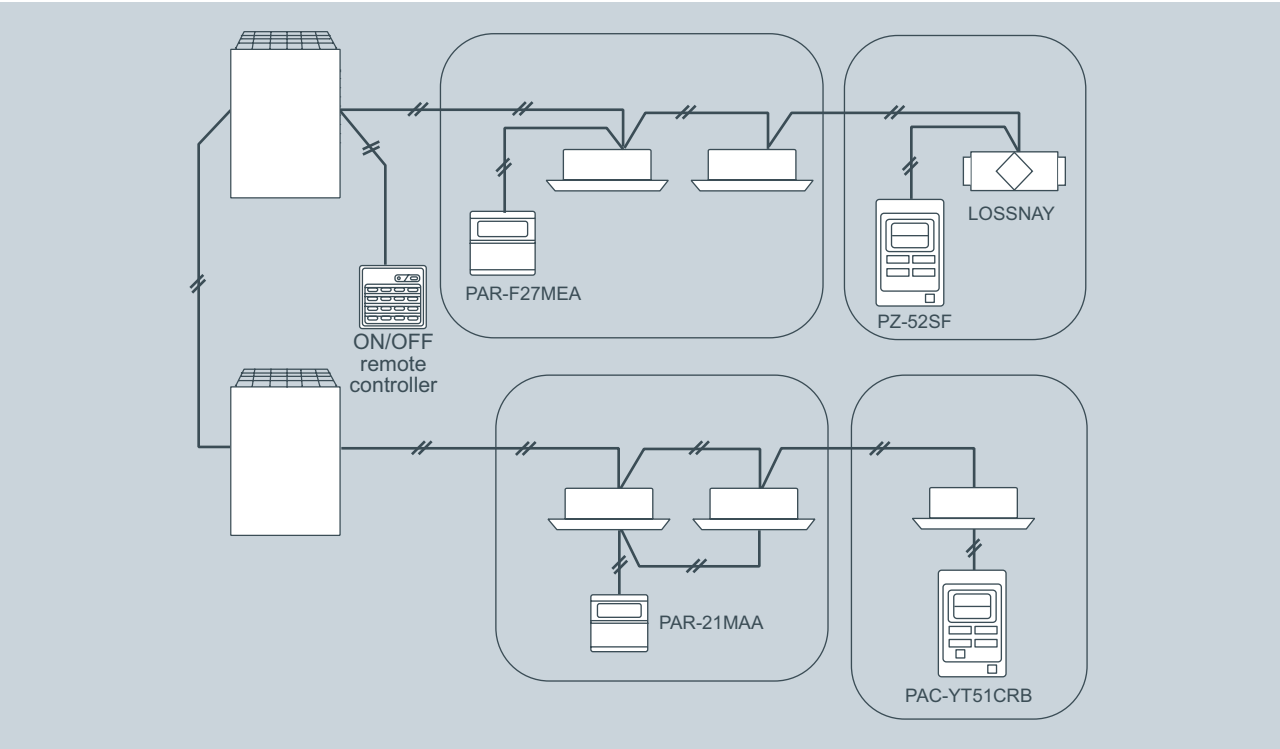 LOSSNAY
PAR-F27MEA
PZ-52SF
ON/OFF
remote
controller
PAR-21MAA
PAC-YT51CRB